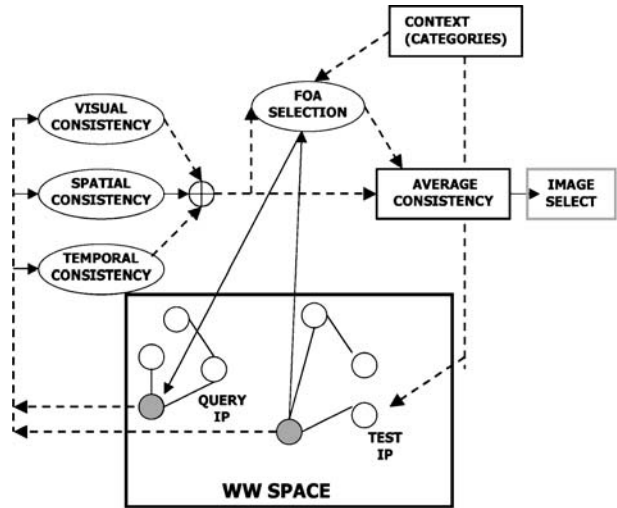 CONTEXT
(CATEGORIES)
VISUAL
CONSISTENCY
FOA
SELECTION
SPATIAL
CONSISTENCY
AVERAGE
CONSISTENCY
IMAGE
SELECT
TEMPORAL
CONSISTENCY
QUERY
IP
TEST
IP
WW SPACE